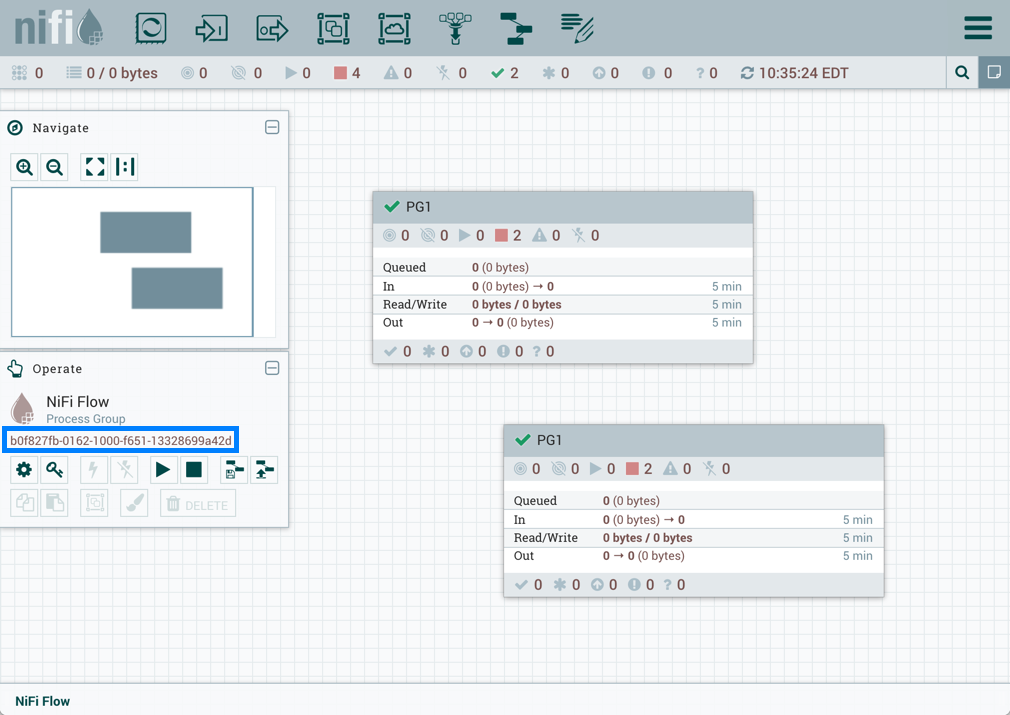 nifi
0 0 / 0 bytes 0 0 0 4 0 0 2 0 0 0 ? 0 10:35:24 EDT
Navigate
PG1
0 0 0 2 0 0
Queued 0 (0 bytes)
In 0 (0 bytes) → 0 5 min
Read/Write 0 bytes / 0 bytes 5 min
Out 0 → 0 (0 bytes) 5 min
0 0 0 0 ? 0
Operate
NiFi Flow
Process Group
b0f827fb-0162-1000-f651-13328699a42d
DELETE
PG1
0 0 0 2 0 0
Queued 0 (0 bytes)
In 0 (0 bytes) → 0 5 min
Read/Write 0 bytes / 0 bytes 5 min
Out 0 → 0 (0 bytes) 5 min
0 0 0 0 ? 0
NiFi Flow